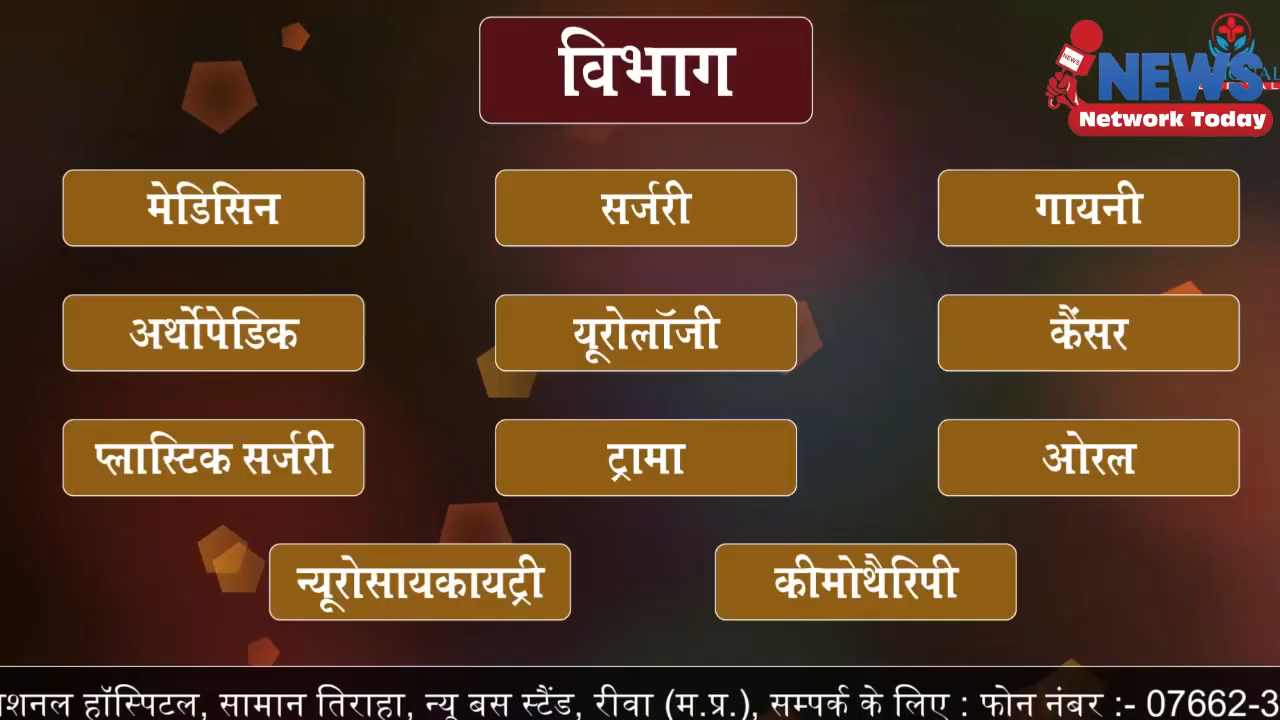 विभाग
NEWS
NEWS
Network Today
मेडिसिन
सर्जरी
गायनी
अर्थोपेडिक
यूरोलॉजी
कैंसर
प्लास्टिक सर्जरी
ट्रामा
ओरल
न्यूरोसायकायट्री
कीमोथैरिपी
शनल हॉस्पिटल, सामान तिराहा, न्यू बस स्टैंड, रीवा (म.प्र.), सम्पर्क के लिए : फोन नंबर :- 07662-3